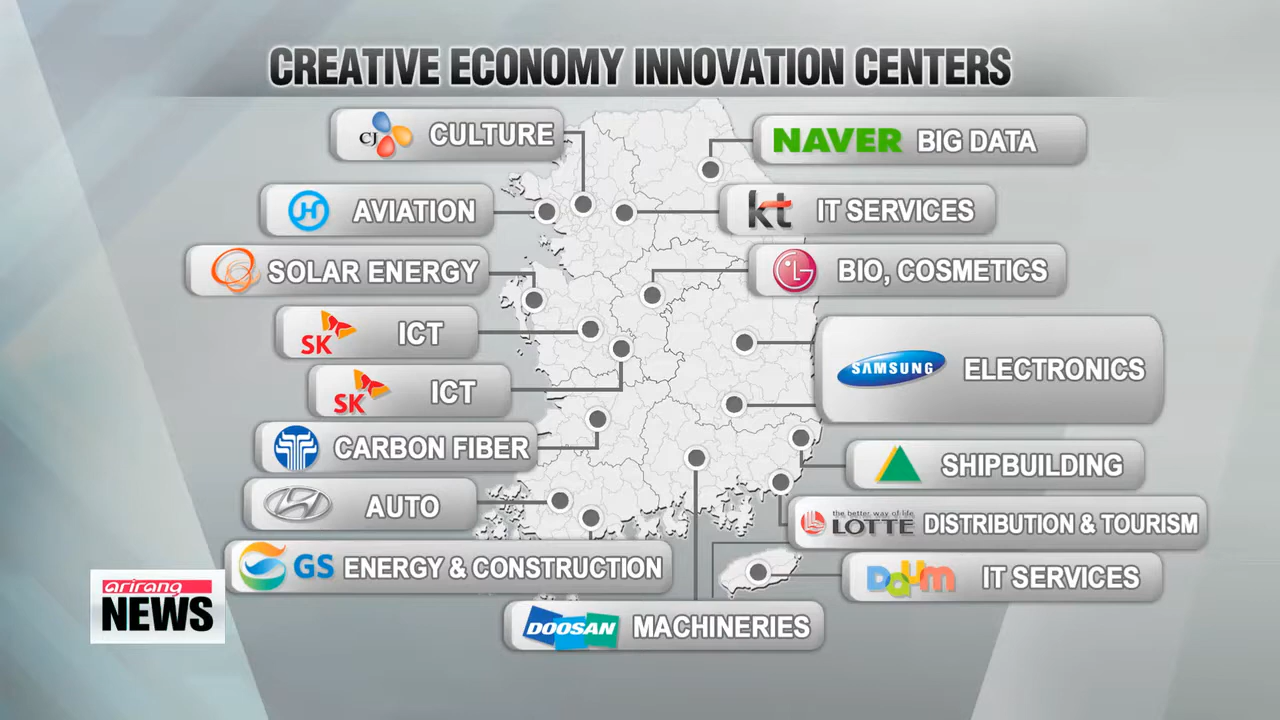 CREATIVE ECONOMY INNOVATION CENTERS
CJ CULTURE
NAVER BIG DATA
AVIATION
kt IT SERVICES
SOLAR ENERGY
LG BIO, COSMETICS
SK ICT
SAMSUNG ELECTRONICS
SK ICT
CARBON FIBER
SHIPBUILDING
AUTO
the better way of life
LOTTE DISTRIBUTION & TOURISM
GS ENERGY & CONSTRUCTION
Daum IT SERVICES
arirang
NEWS
DOOSAN MACHINERIES